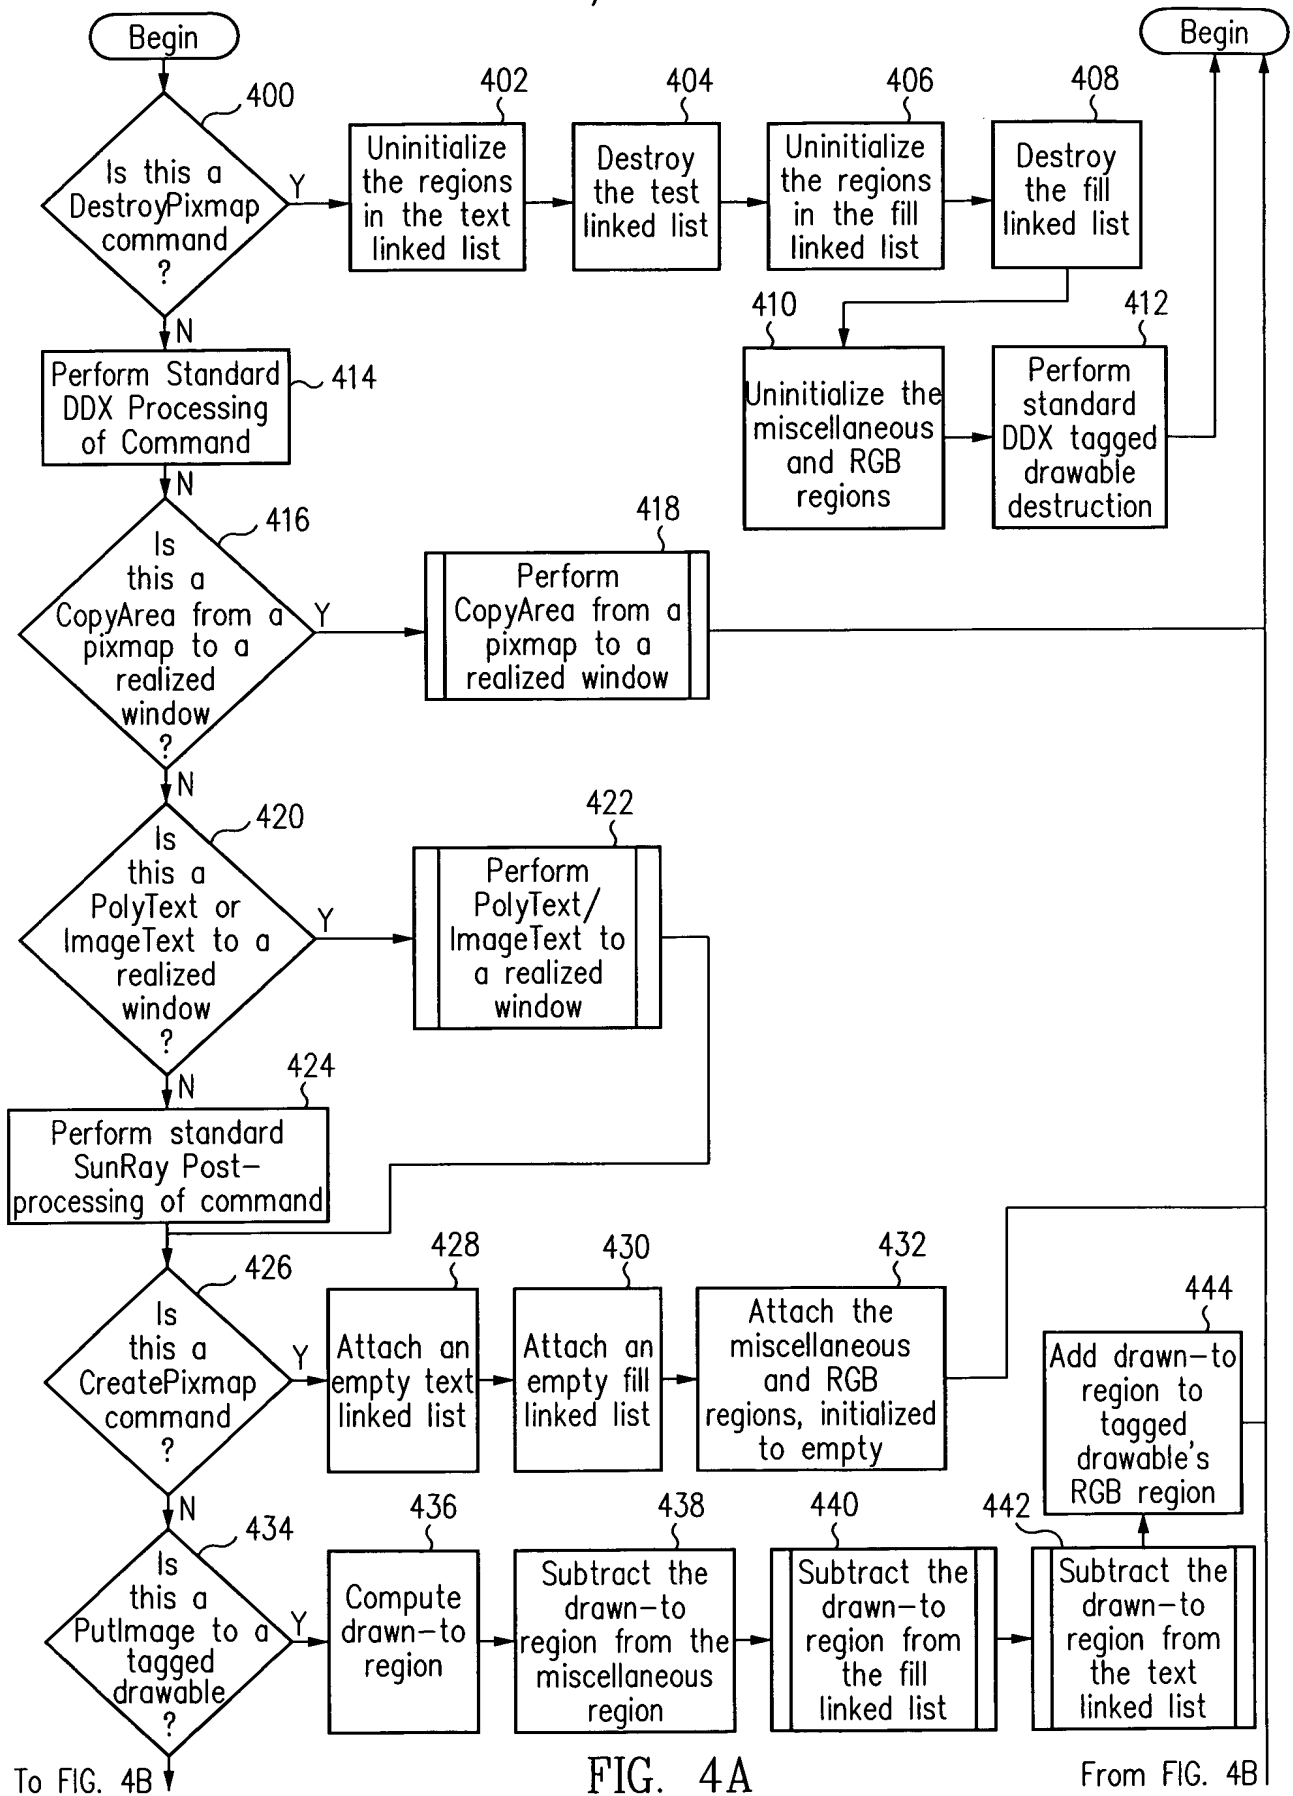 Begin
Begin
400
402
404
406
408
Is this a
DestroyPixmap
command
?
Y
Uninitialize
the regions
in the text
linked list
Destroy
the test
linked list
Uninitialize
the regions
in the fill
linked list
Destroy
the fill
linked list
N
410
412
Perform Standard
DDX Processing
of Command
414
Uninitialize the
miscellaneous
and RGB
regions
Perform
standard
DDX tagged
drawable
destruction
N
416
418
Is
this a
CopyArea from a
pixmap to a
realized
window
?
Y
Perform
CopyArea from a
pixmap to a
realized window
N
420
422
Is
this a
PolyText or
ImageText to a
realized
window
?
Y
Perform
PolyText/
ImageText to
a realized
window
N
424
Perform standard
SunRay Post-
processing of command
426
428
430
432
Is
this a
CreatePixmap
command
?
Y
Attach an
empty text
linked list
Attach an
empty fill
linked list
Attach the
miscellaneous
and RGB
regions, initialized
to empty
444
Add drawn-to
region to
tagged
drawable's
RGB region
N
434
436
438
440
442
Is
this a
PutImage to a
tagged
drawable
?
Y
Compute
drawn-to
region
Subtract the
drawn-to
region from the
miscellaneous
region
Subtract the
drawn-to
region from
the fill
linked list
Subtract the
drawn-to
region from
the text
linked list
To FIG. 4B
FIG. 4A
From FIG. 4B